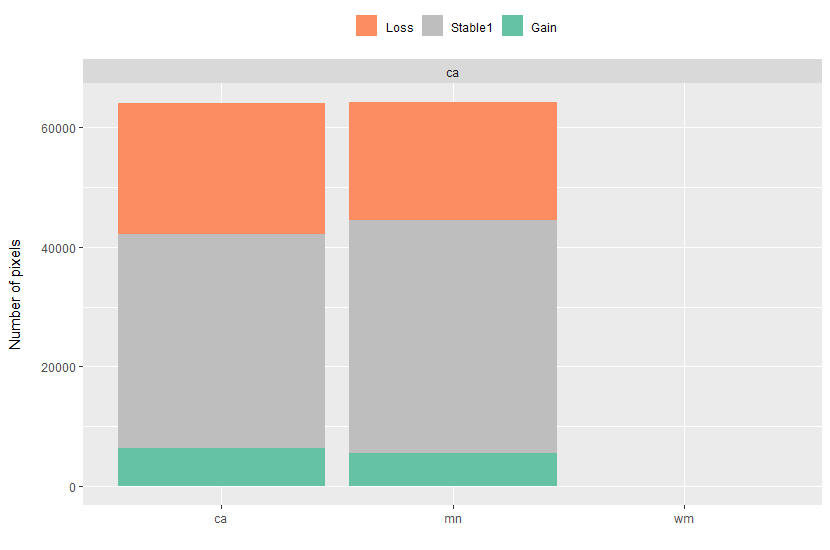 Loss Stable1 Gain
ca
60000
40000
20000
0
Number of pixels
ca mn wm